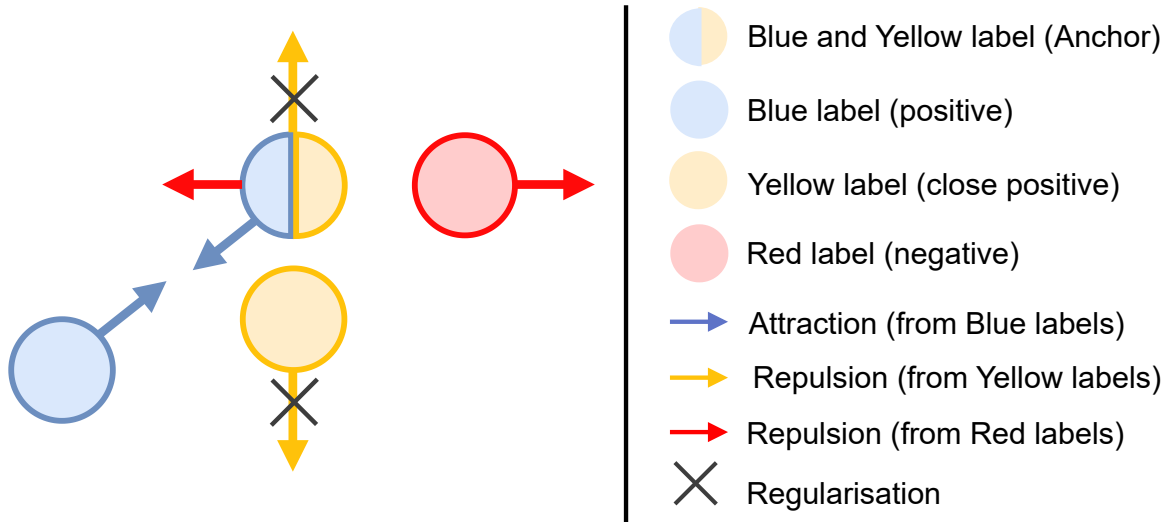 Blue and Yellow label (Anchor)
Blue label (positive)
Yellow label (close positive)
Red label (negative)
Attraction (from Blue labels)
Repulsion (from Yellow labels)
Repulsion (from Red labels)
Regularisation